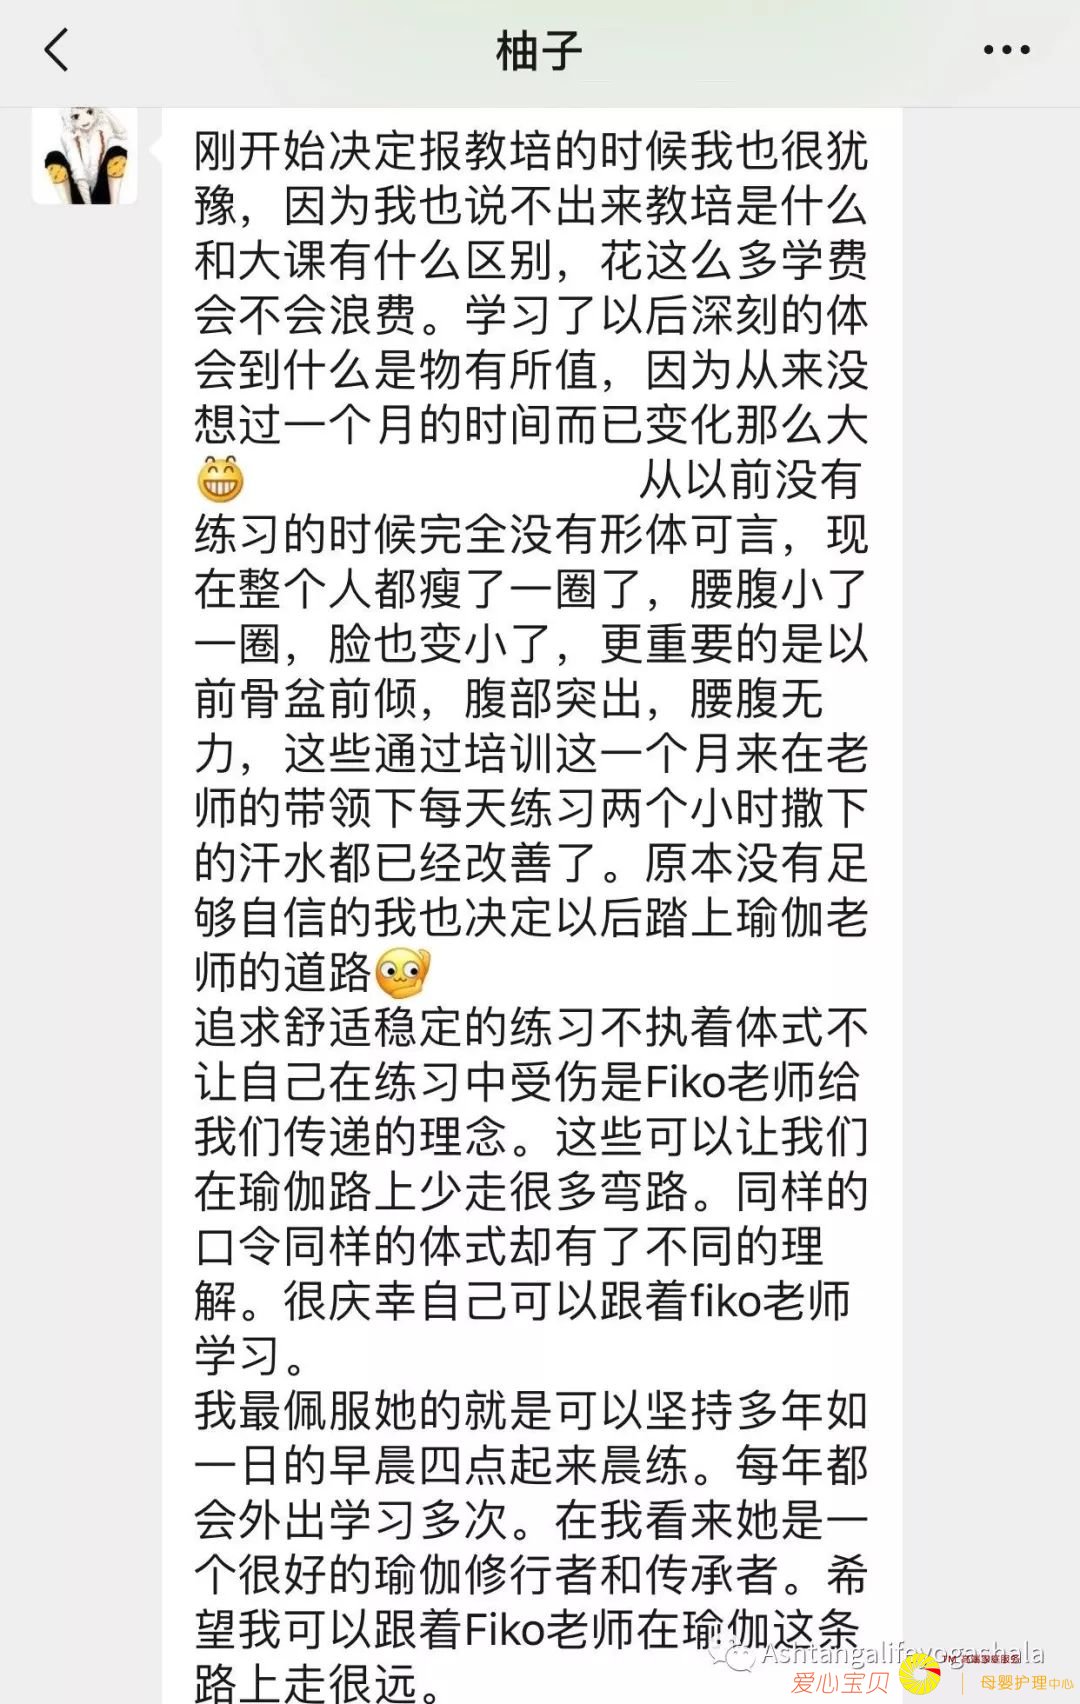 柚子
刚开始决定报教培的时候我也很犹
豫，因为我也说不出来教培是什么
和大课有什么区别，花这么多学费
会不会浪费。学习了以后深刻的体
会到什么是物有所值，因为从来没
想过一个月的时间而已变化那么大
从以前没有
练习的时候完全没有形体可言，现
在整个人都瘦了一圈了，腰腹小了
一圈，脸也变小了，更重要的是以
前骨盆前倾，腹部突出，腰腹无
力，这些通过培训这一个月来在老
师的带领下每天练习两个小时撒下
的汗水都已经改善了。原本没有足
够自信的我也决定以后踏上瑜伽老
师的道路
追求舒适稳定的练习不执着体式不
让自己在练习中受伤是Fiko老师给
我们传递的理念。这些可以让我们
在瑜伽路上少走很多弯路。同样的
口令同样的体式却有了不同的理
解。很庆幸自己可以跟着fiko老师
学习。
我最佩服她的就是可以坚持多年如
一日的早晨四点起来晨练。每年都
会外出学习多次。在我看来她是一
个很好的瑜伽修行者和传承者。希
望我可以跟着Fiko老师在瑜伽这条
路上走很远。
Ashtangalifeyogashala
爱心宝贝
母婴护理中心